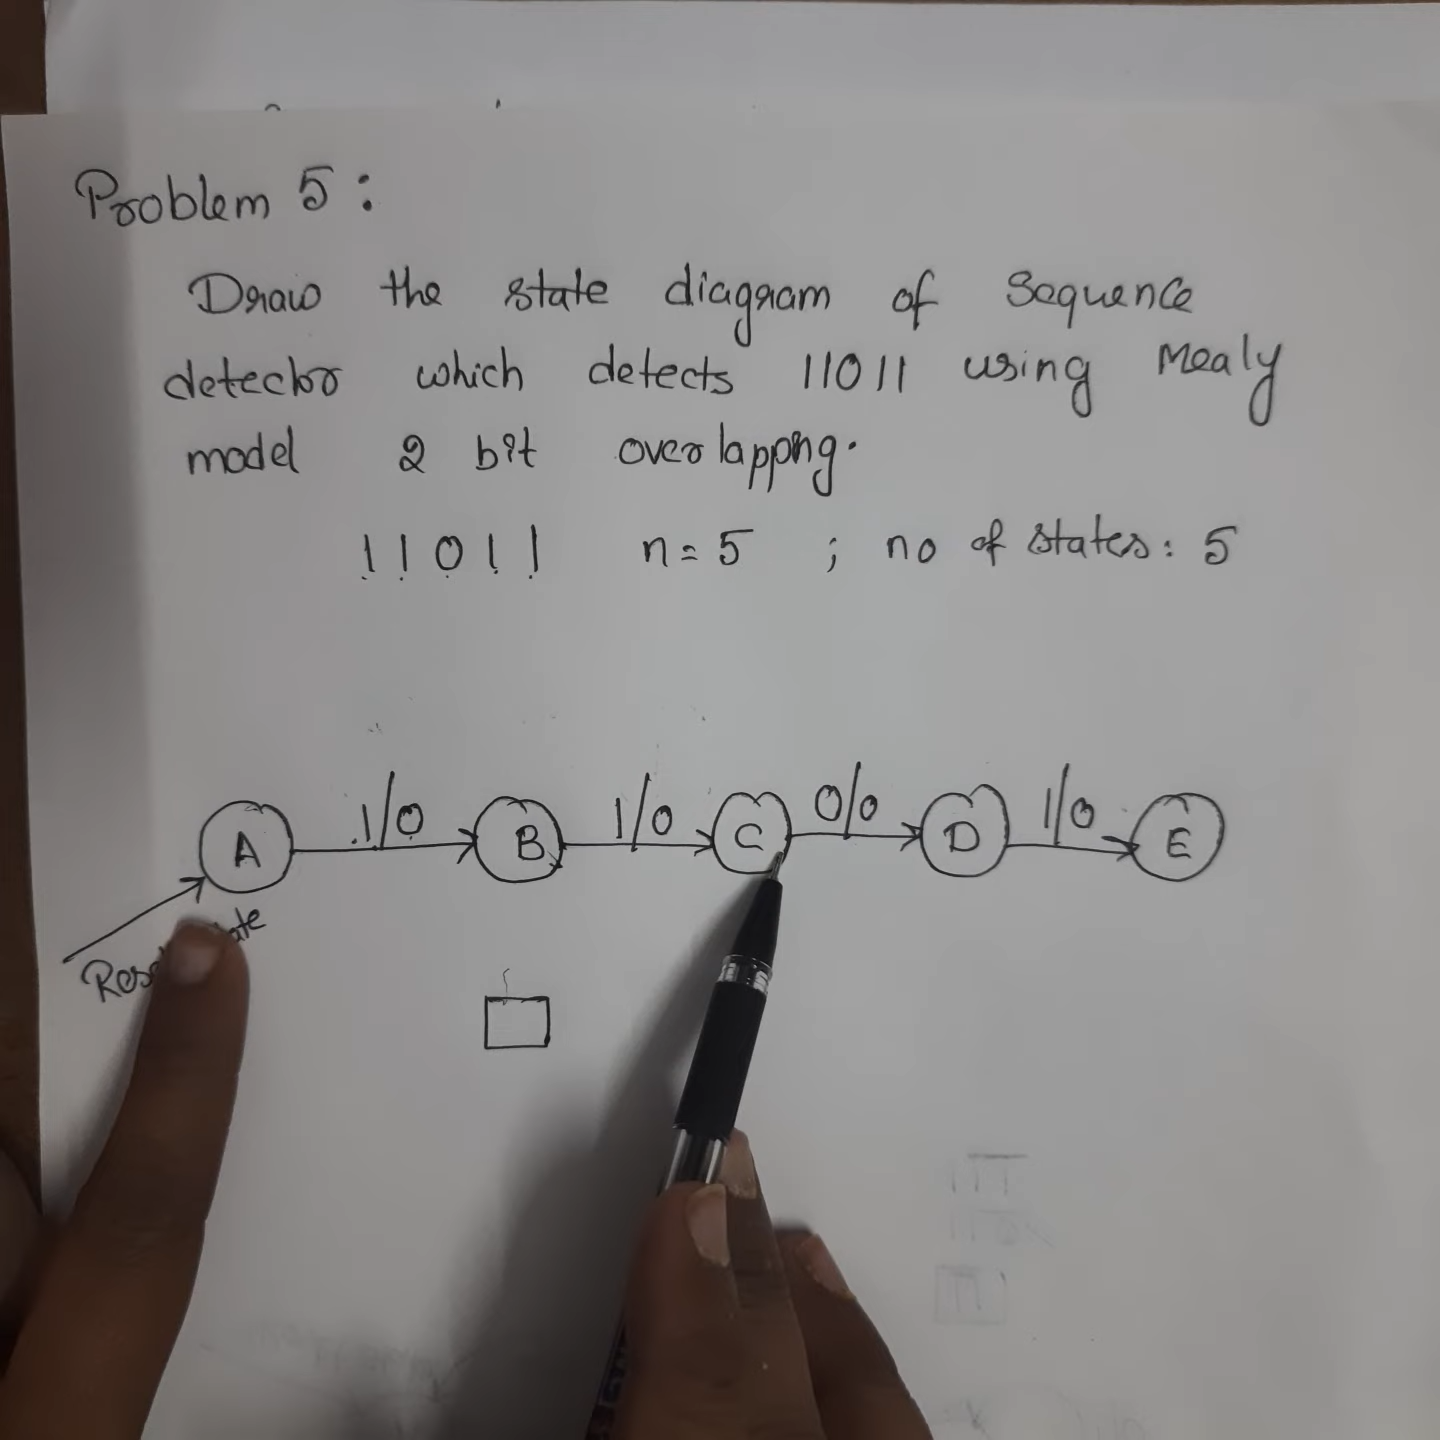 Problem 5 :
Draw the state diagram of Sequence
detector which detects 11011 using Mealy
model 2 bit overlapping.
11011 n = 5 ; no of states : 5
1/0 1/0 0/0 1/0
A B C D E